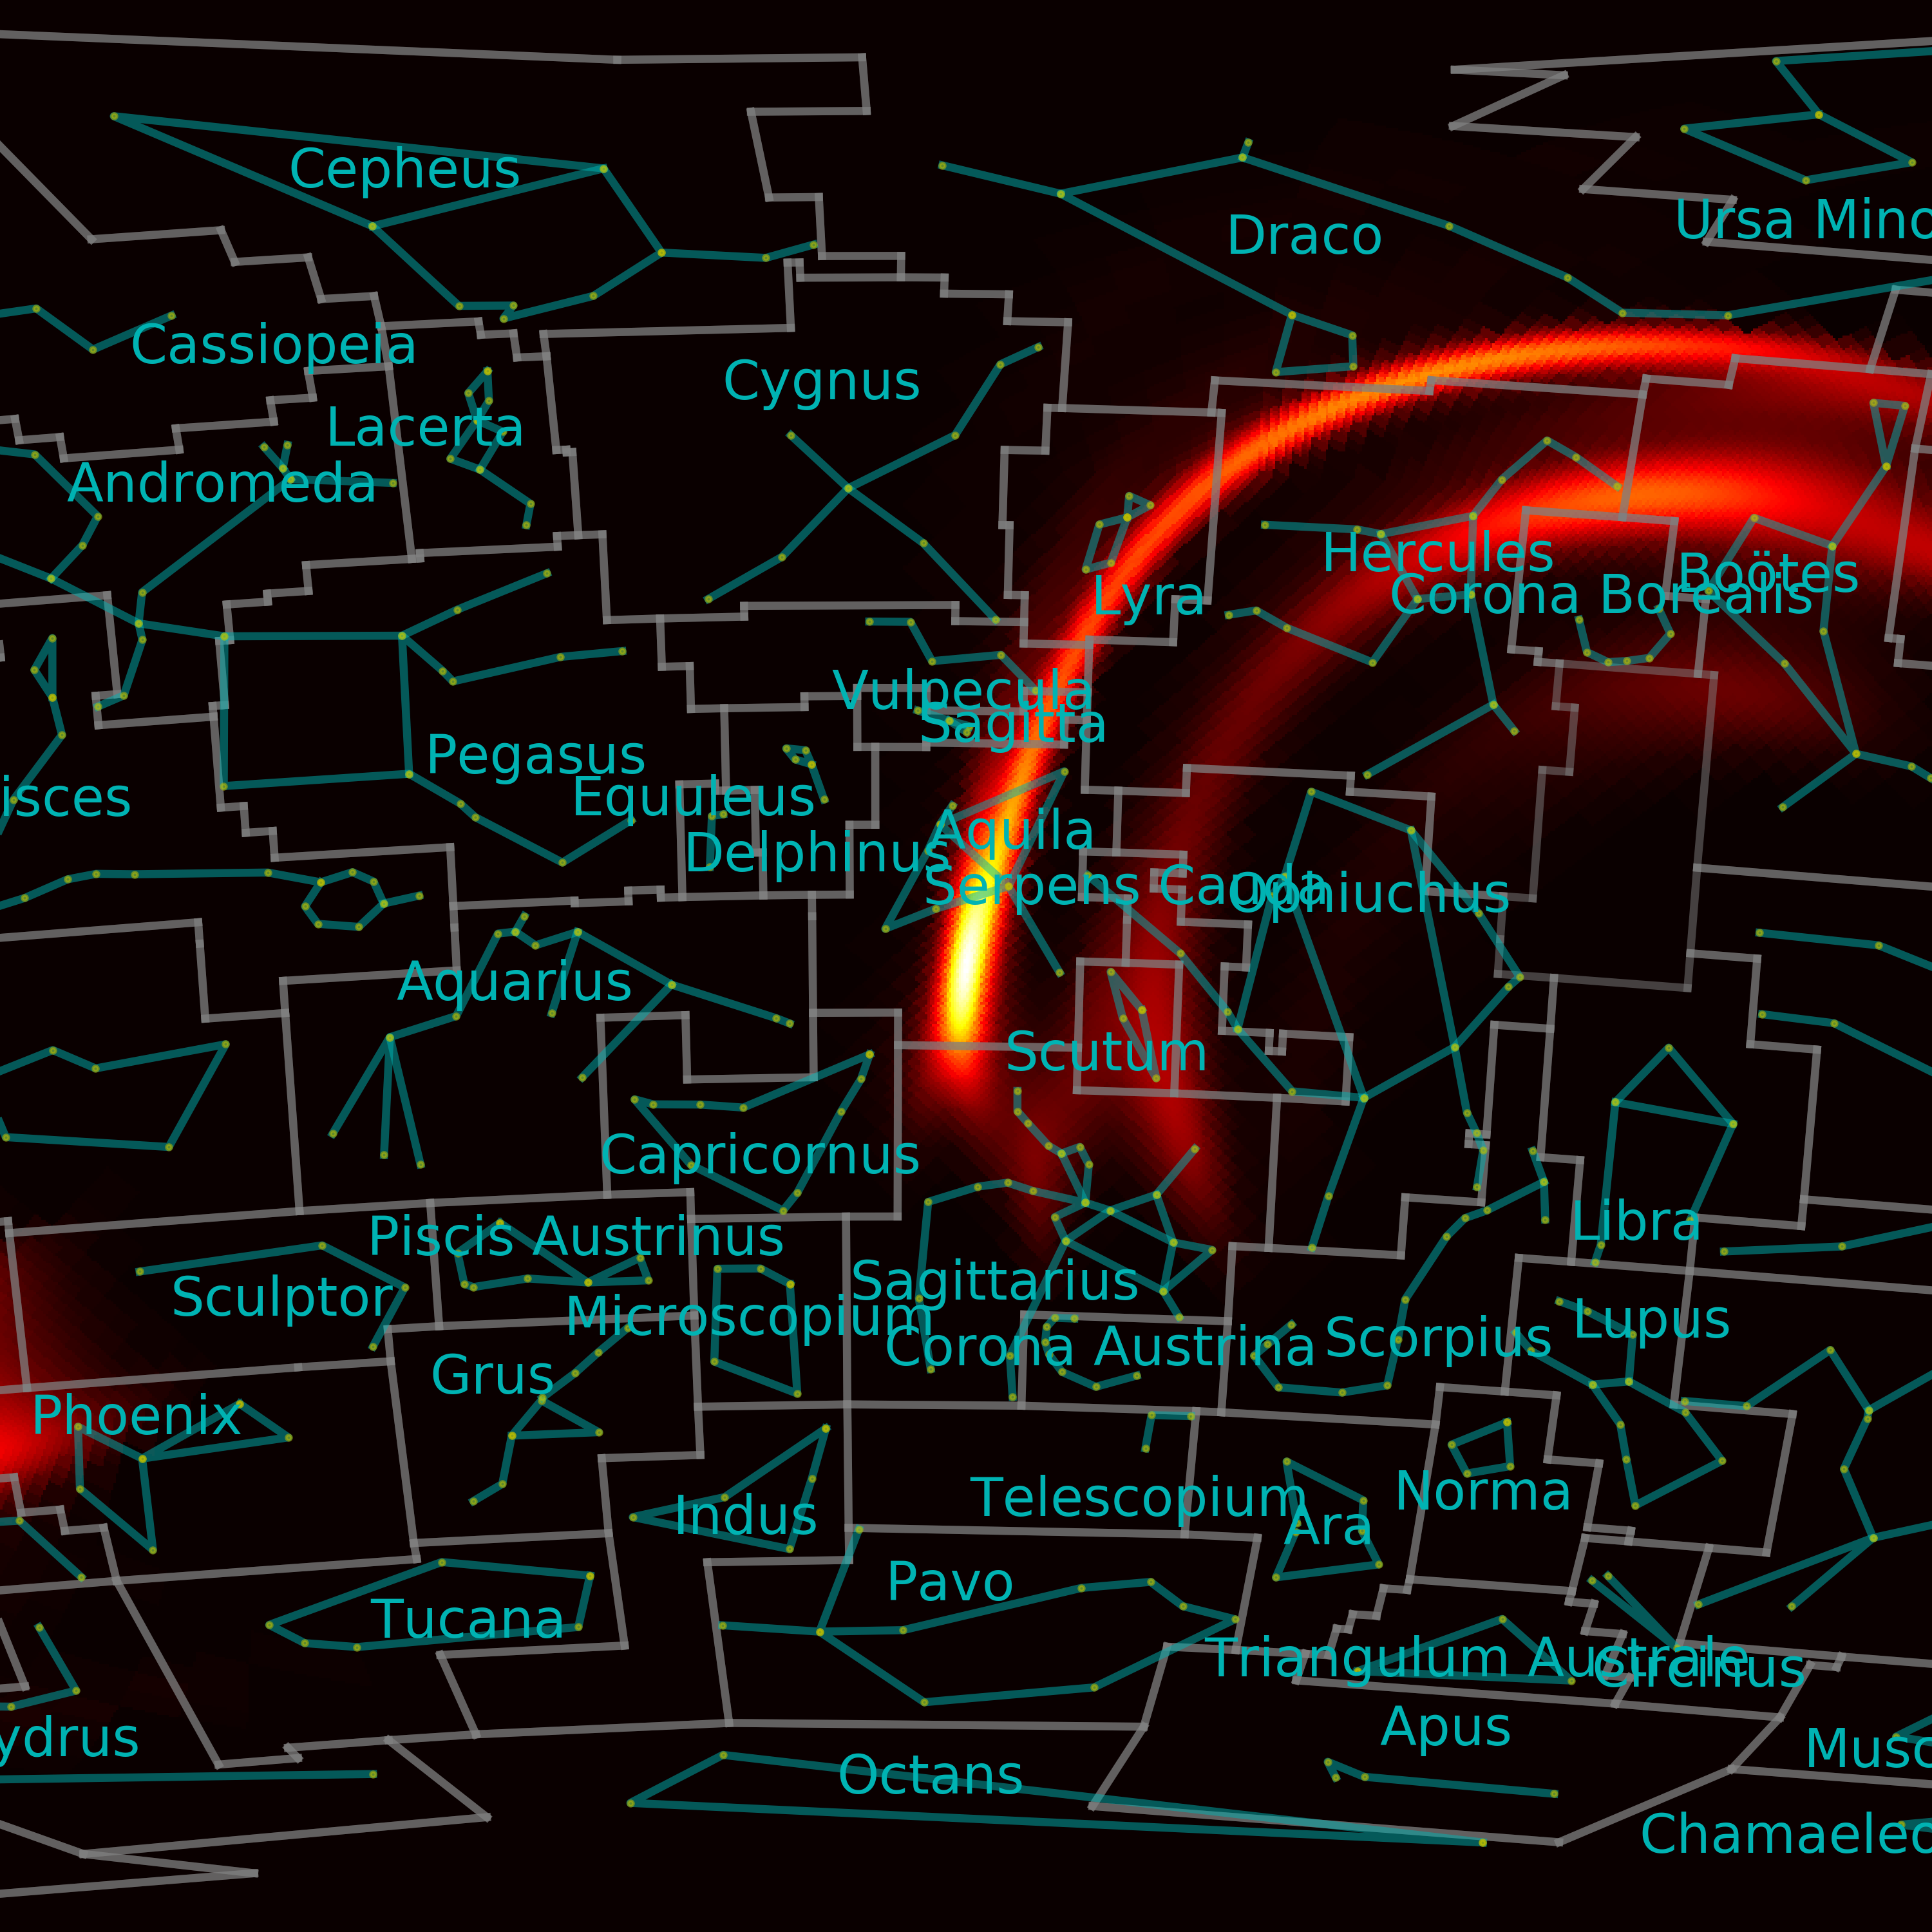 Cepheus
Draco
Ursa Mino
Cassiopeia
Cygnus
Lacerta
Andromeda
Hercules
Boötes
Lyra
Corona Borealis
Vulpecula
Sagitta
Pegasus
isces
Equuleus
Aquila
Delphinus
Serpens Cauda
Ophiuchus
Aquarius
Scutum
Capricornus
Libra
Piscis Austrinus
Sagittarius
Sculptor
Microscopium
Lupus
Scorpius
Corona Austrina
Grus
Phoenix
Norma
Telescopium
Indus
Ara
Pavo
Tucana
Triangulum Australe
Circinus
Apus
ydrus
Musc
Octans
Chamaeleo